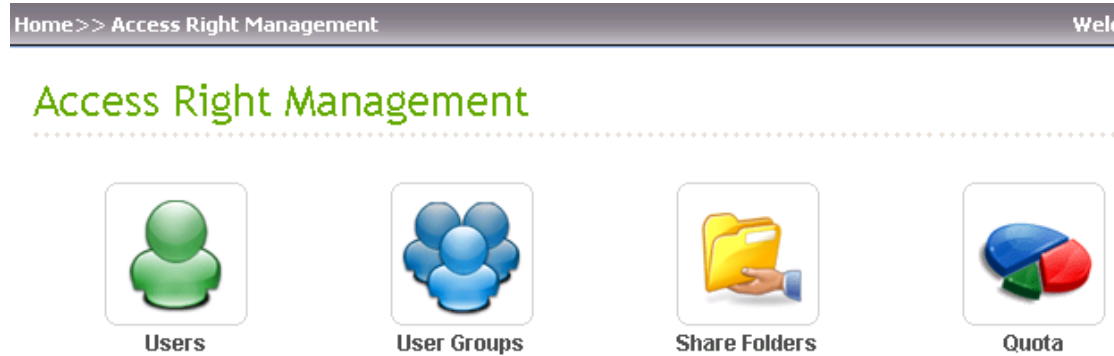 Home>> Access Right Management
Access Right Management
Users User Groups Share Folders Quota